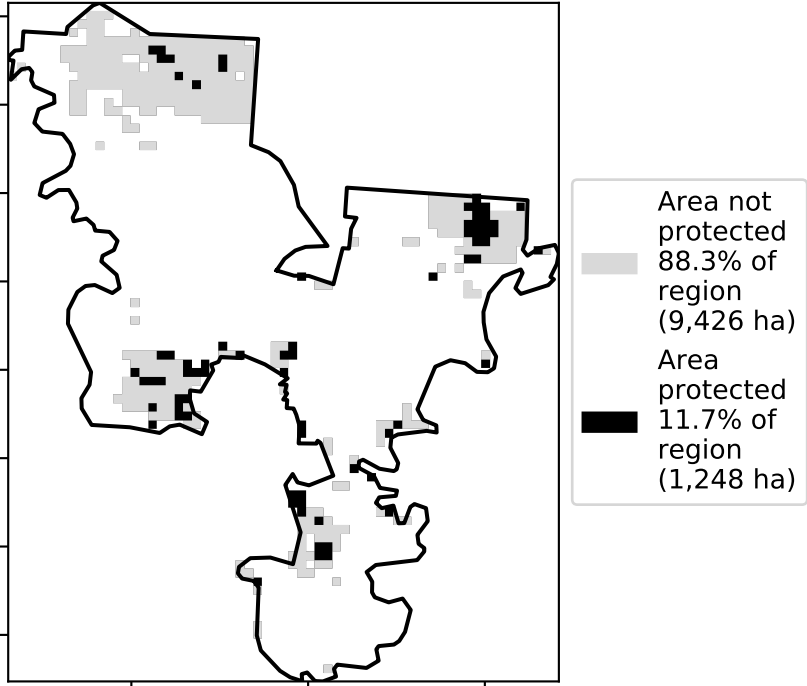 Area not
protected
88.3% of
region
(9,426 ha)
Area
protected
11.7% of
region
(1,248 ha)